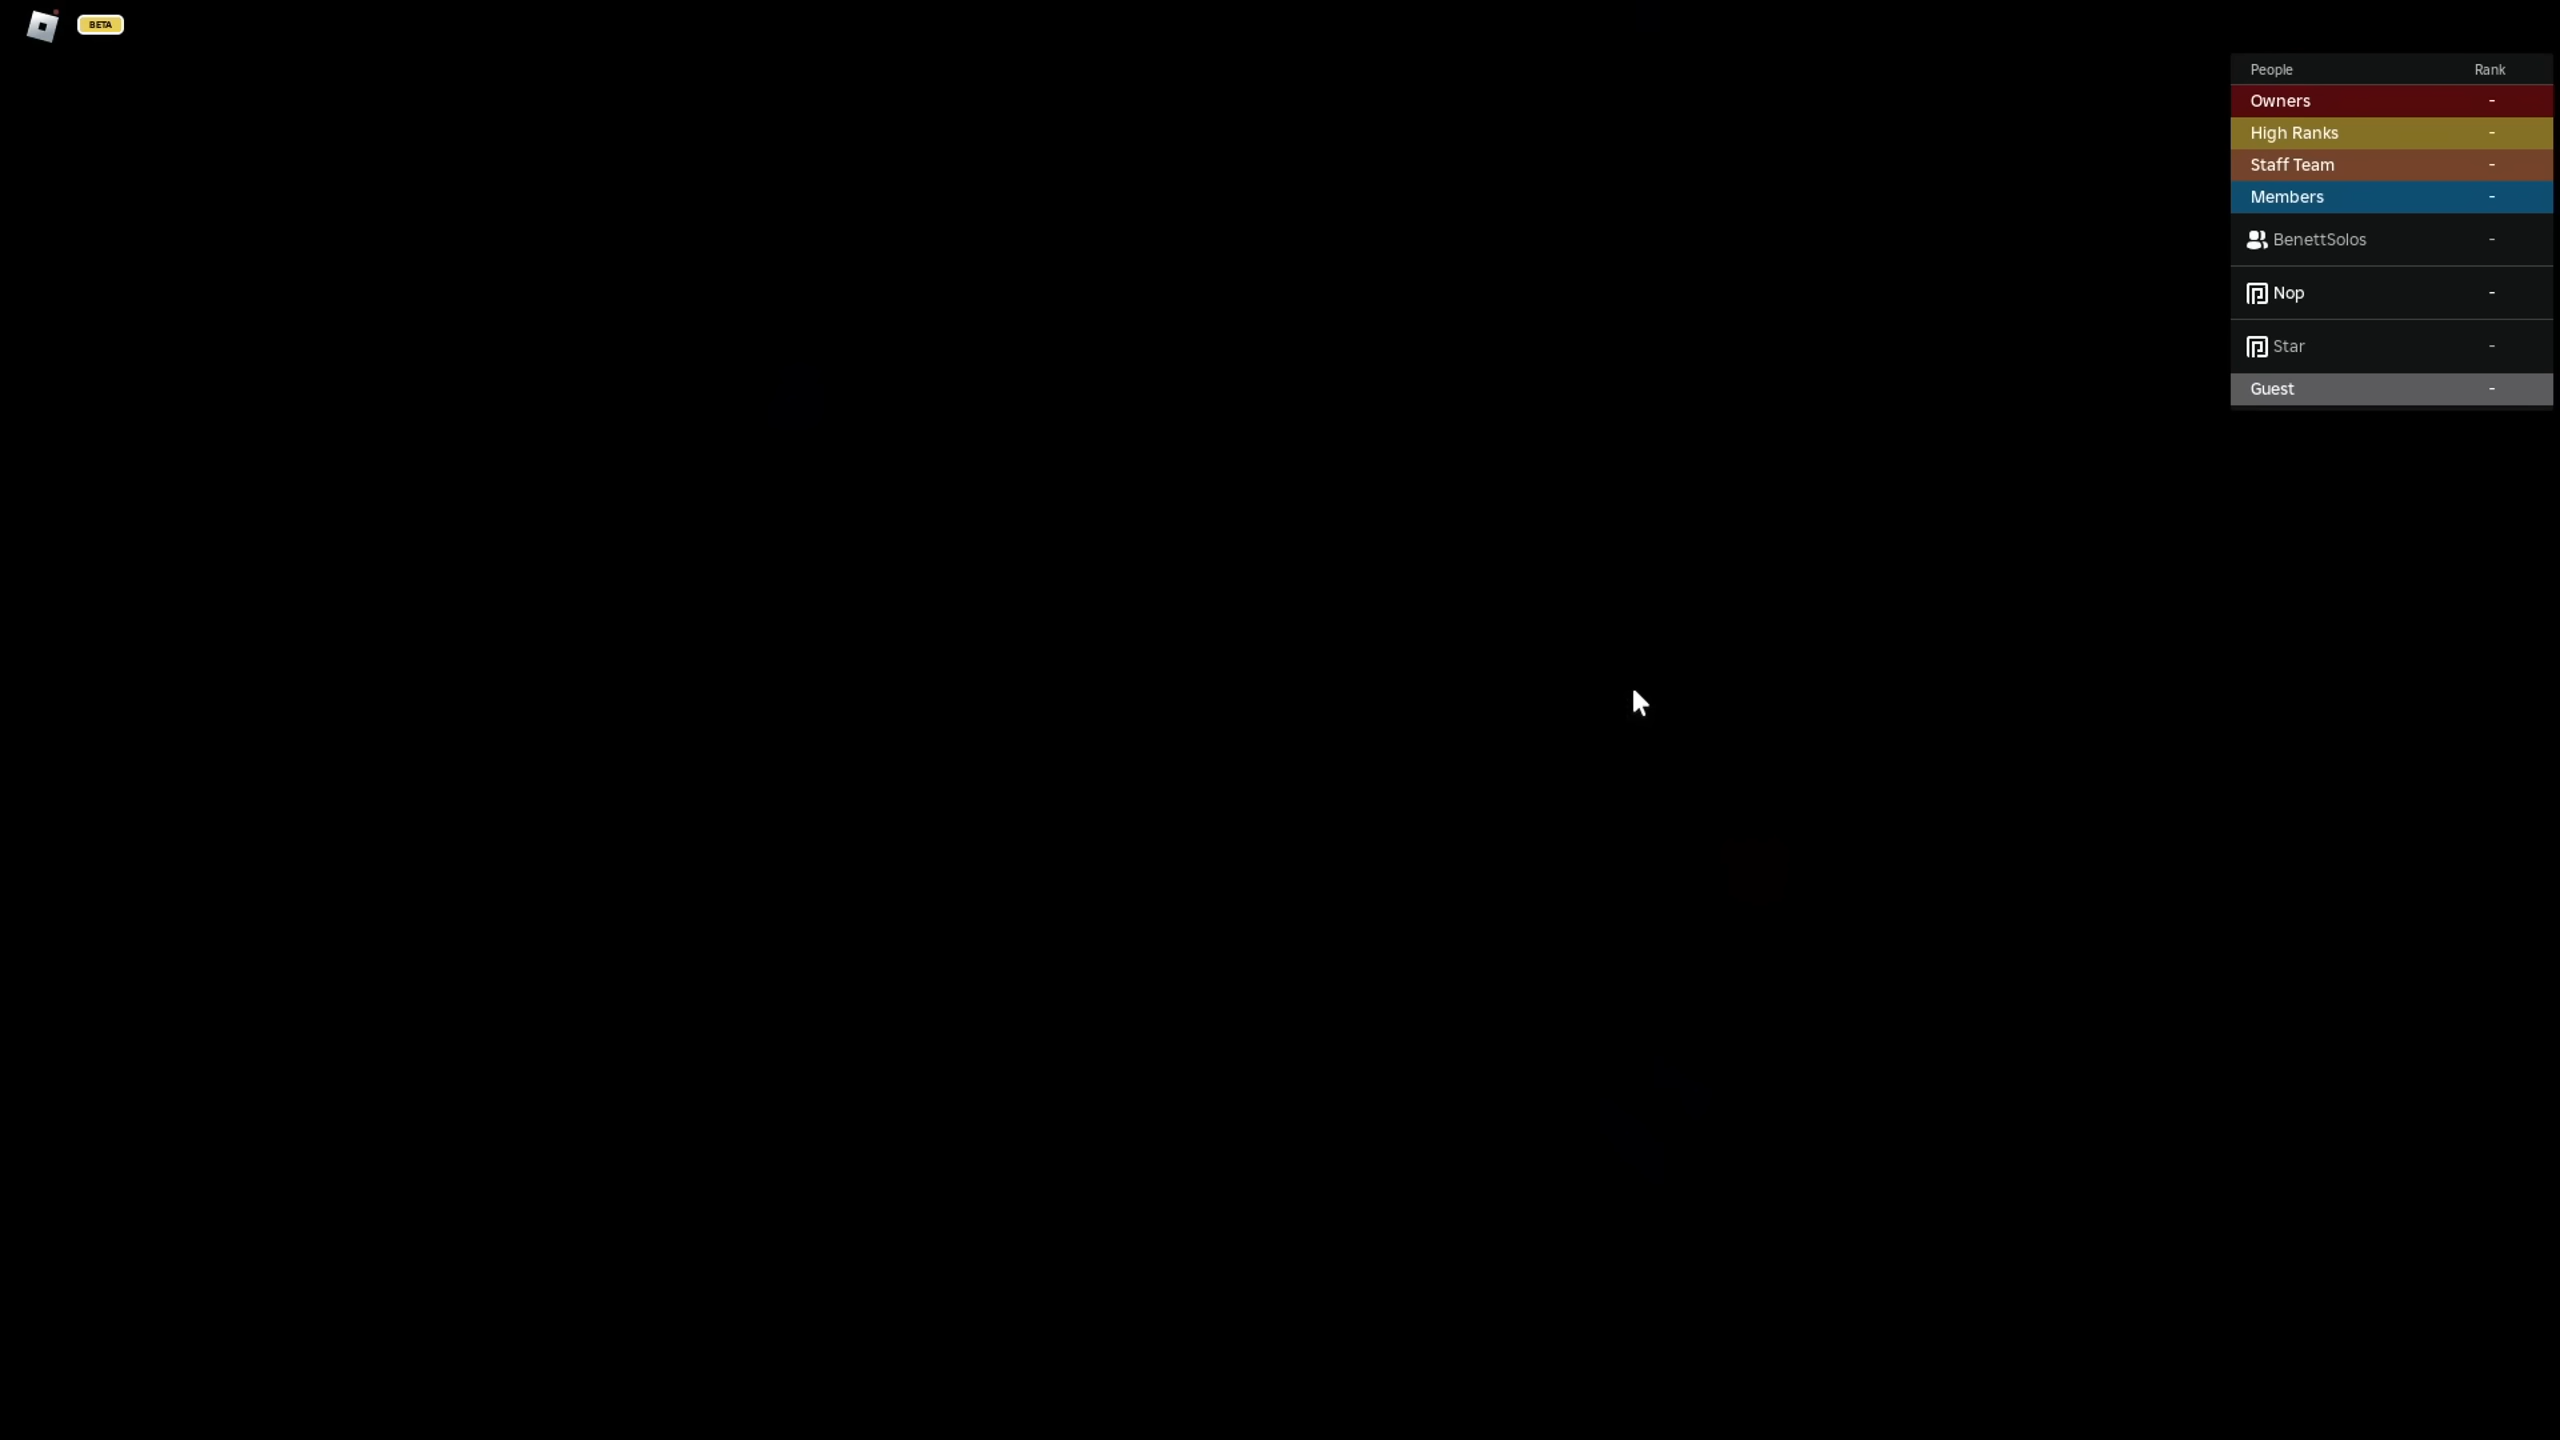 BETA
People Rank
Owners -
High Ranks -
Staff Team -
Members -
BenettSolos -
Nop -
Star -
Guest -